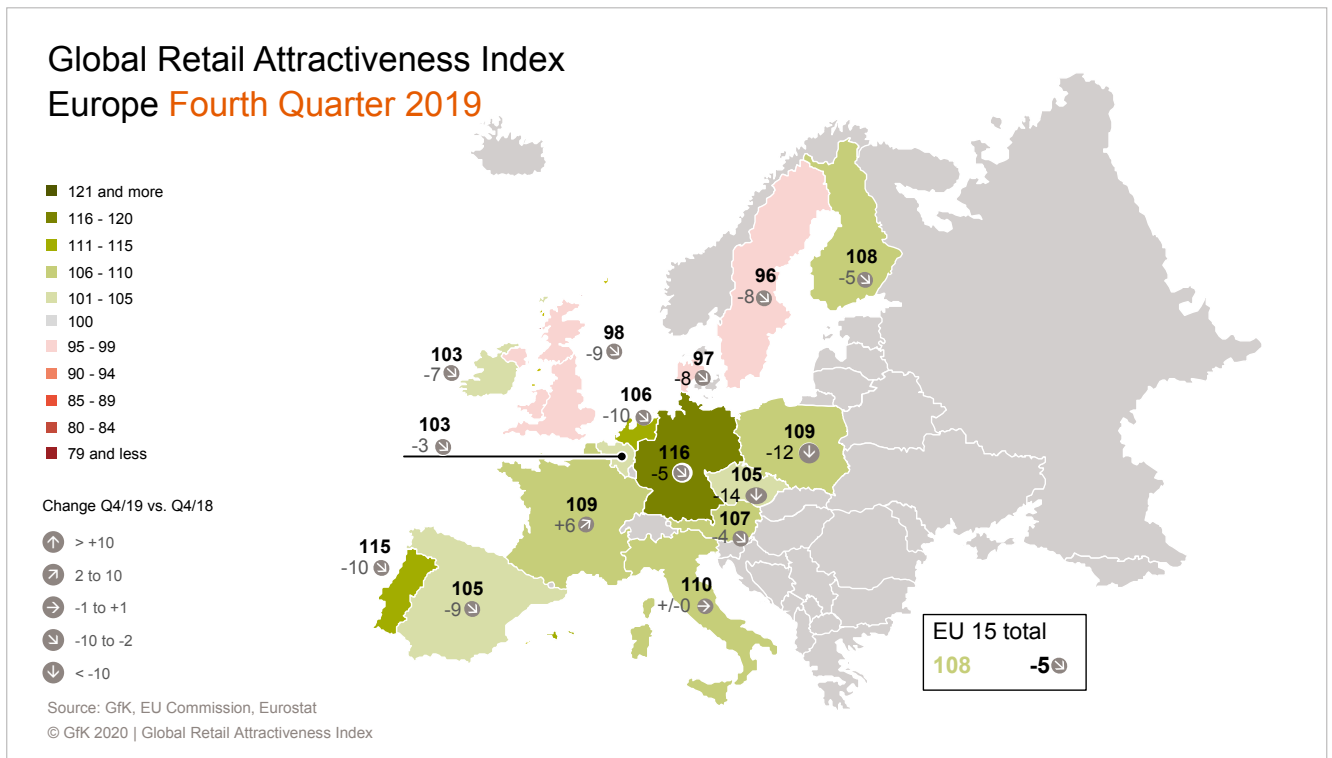 Global Retail Attractiveness Index
Europe Fourth Quarter 2019
121 and more
116 - 120
111 - 115
106 - 110
101 - 105
100
95 - 99
90 - 94
85 - 89
80 - 84
79 and less
Change Q4/19 vs. Q4/18
> +10
2 to 10
-1 to +1
-10 to -2
< -10
108
-5
96
-8
98
-9
97
-8
103
-7
106
-10
103
-3
116
-5
109
-12
105
-14
107
-4
109
+6
115
-10
105
-9
110
+/-0
EU 15 total
108 -5
Source: GfK, EU Commission, Eurostat
© GfK 2020 | Global Retail Attractiveness Index